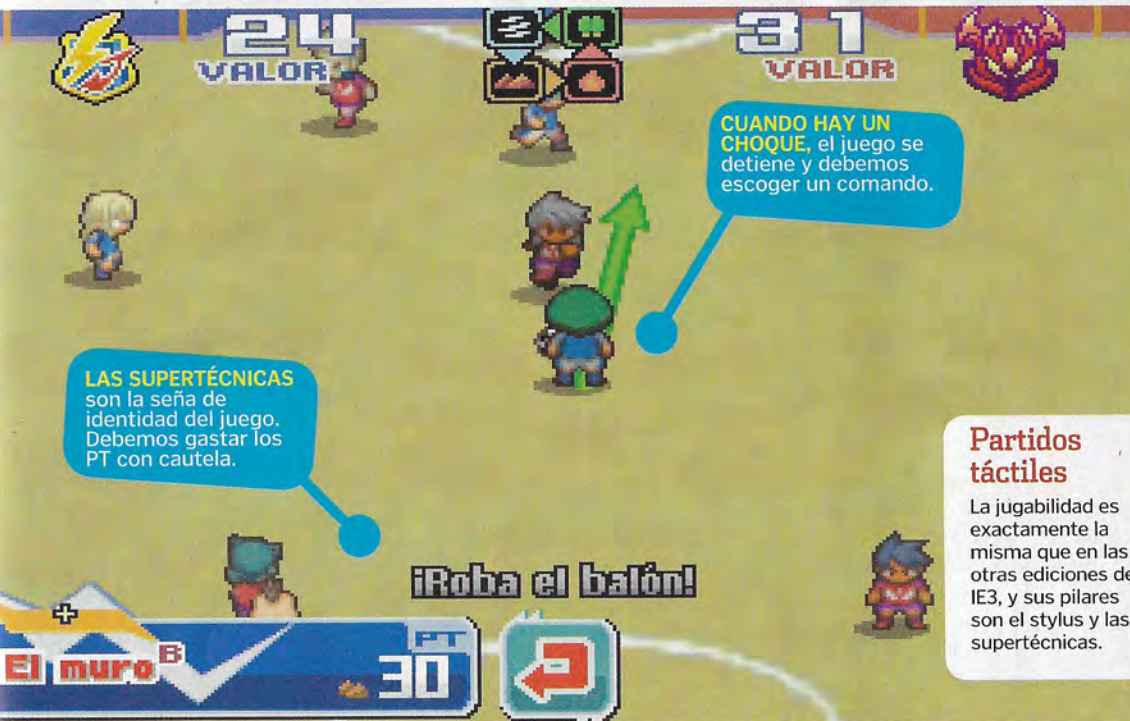 24
VALOR
31
VALOR
CUANDO HAY UN
CHOQUE, el juego se
detiene y debemos
escoger un comando.
LAS SUPERTÉCNICAS
son la seña de
identidad del juego.
Debemos gastar los
PT con cautela.
Partidos
táctiles
La jugabilidad es
exactamente la
misma que en las
otras ediciones de
IE3, y sus pilares
son el stylus y las
supertécnicas.
¡Roba el balón!
El muro B
PT
30